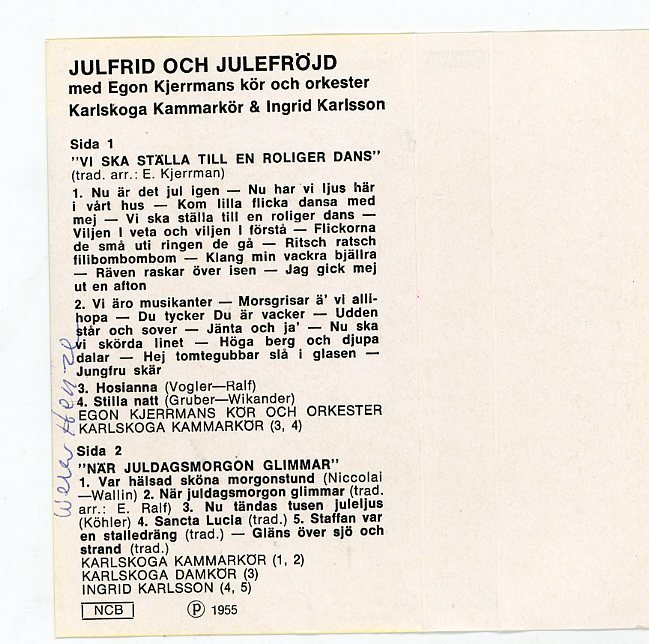 JULFRID OCH JULEFRÖJD
med Egon Kjerrmans kör och orkester
Karlskoga Kammarkör & Ingrid Karlsson
Sida 1
"VI SKA STÄLLA TILL EN ROLIGER DANS"
(trad. arr.: E. Kjerrman)
1. Nu är det jul igen — Nu har vi ljus här
i vårt hus — Kom lilla flicka dansa med
mej — Vi ska ställa till en roliger dans —
Viljen I veta och viljen I förstå — Flickorna
de små uti ringen de gå — Ritsch ratsch
filibombombom — Klang min vackra bjällra
— Räven raskar över isen — Jag gick mej
ut en afton
2. Vi äro musikanter — Morsgrisar ä' vi alli-
hopa — Du tycker Du är vacker — Udden
står och sover — Jänta och ja' — Nu ska
vi skörda linet — Höga berg och djupa
dalar — Hej tomtegubbar slå i glasen —
Jungfru skär
3. Hosianna (Vogler—Ralf)
4. Stilla natt (Gruber—Wikander)
EGON KJERRMANS KÖR OCH ORKESTER
KARLSKOGA KAMMARKÖR (3, 4)
Sida 2
"NÄR JULDAGSMORGON GLIMMAR"
1. Var hälsad sköna morgonstund (Niccolai
—Wallin) 2. När juldagsmorgon glimmar (trad.
arr.: E. Ralf) 3. Nu tändas tusen juleljus
(Köhler) 4. Sancta Lucia (trad.) 5. Staffan var
en stalledräng (trad.) — Gläns över sjö och
strand (trad.)
KARLSKOGA KAMMARKÖR (1, 2)
KARLSKOGA DAMKÖR (3)
INGRID KARLSSON (4, 5)
NCB Ⓟ 1955